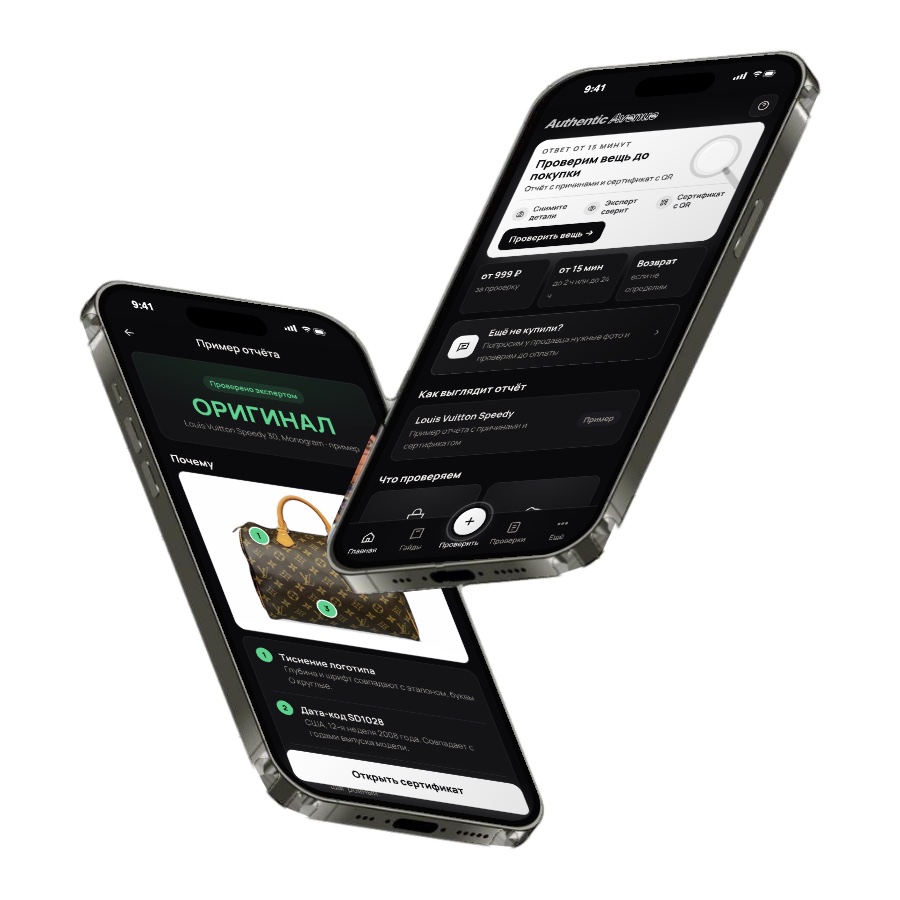 9:41
Authentic Avenue
ОТВЕТ ОТ 15 МИНУТ
Проверим вещь до
покупки
Отчёт с причинами и сертификат с QR
Снимите
детали
Эксперт
сверит
Сертификат
с QR
Проверить вещь →
от 999 ₽
за проверку
от 15 мин
до 2 ч или до 24
ч
Возврат
если не
определим
Ещё не купили?
Попросим у продавца нужные фото и
проверим до оплаты
Как выглядит отчёт
Louis Vuitton Speedy
Пример отчёта с причинами и
сертификатом
Пример
Что проверяем
Главная
Гайды
Проверить
Проверки
Ещё
9:41
Пример отчёта
Проверено экспертом
ОРИГИНАЛ
Louis Vuitton Speedy 30, Monogram · пример
Почему
1
3
1
Тиснение логотипа
Глубина и шрифт совпадают с эталоном, буквы
О круглые.
2
Дата-код SD1028
США, 12-я неделя 2008 года. Совпадает с
годами выпуска модели.
Открыть сертификат